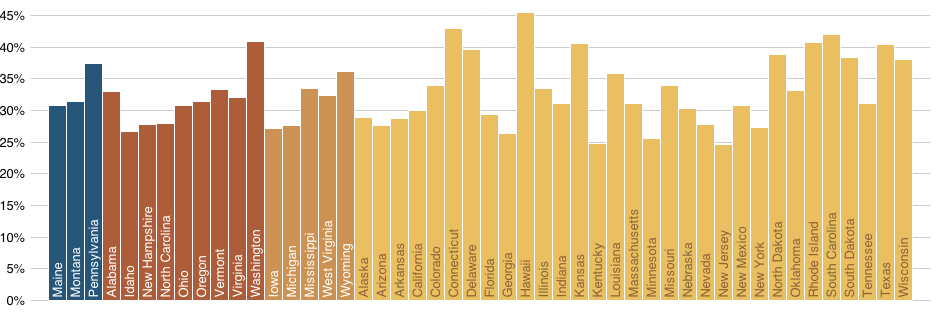 45%
40%
35%
30%
25%
20%
15%
10%
5%
0%
Maine
Montana
Pennsylvania
Alabama
Idaho
New Hampshire
North Carolina
Ohio
Oregon
Vermont
Virginia
Washington
Iowa
Michigan
Mississippi
West Virginia
Wyoming
Alaska
Arizona
Arkansas
California
Colorado
Connecticut
Delaware
Florida
Georgia
Hawaii
Illinois
Indiana
Kansas
Kentucky
Louisiana
Massachusetts
Minnesota
Missouri
Nebraska
Nevada
New Jersey
New Mexico
New York
North Dakota
Oklahoma
Rhode Island
South Carolina
South Dakota
Tennessee
Texas
Wisconsin